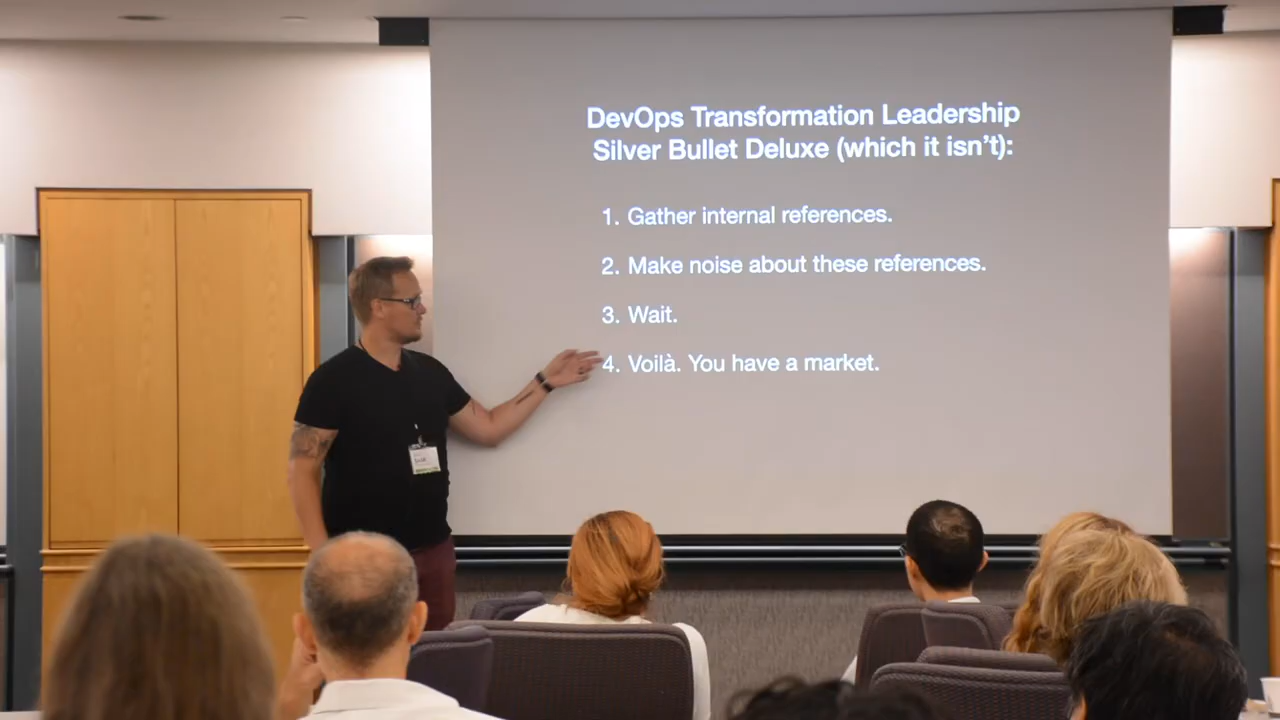 DevOps Transformation Leadership
Silver Bullet Deluxe (which it isn't):
1. Gather internal references.
2. Make noise about these references.
3. Wait.
4. Voilà. You have a market.